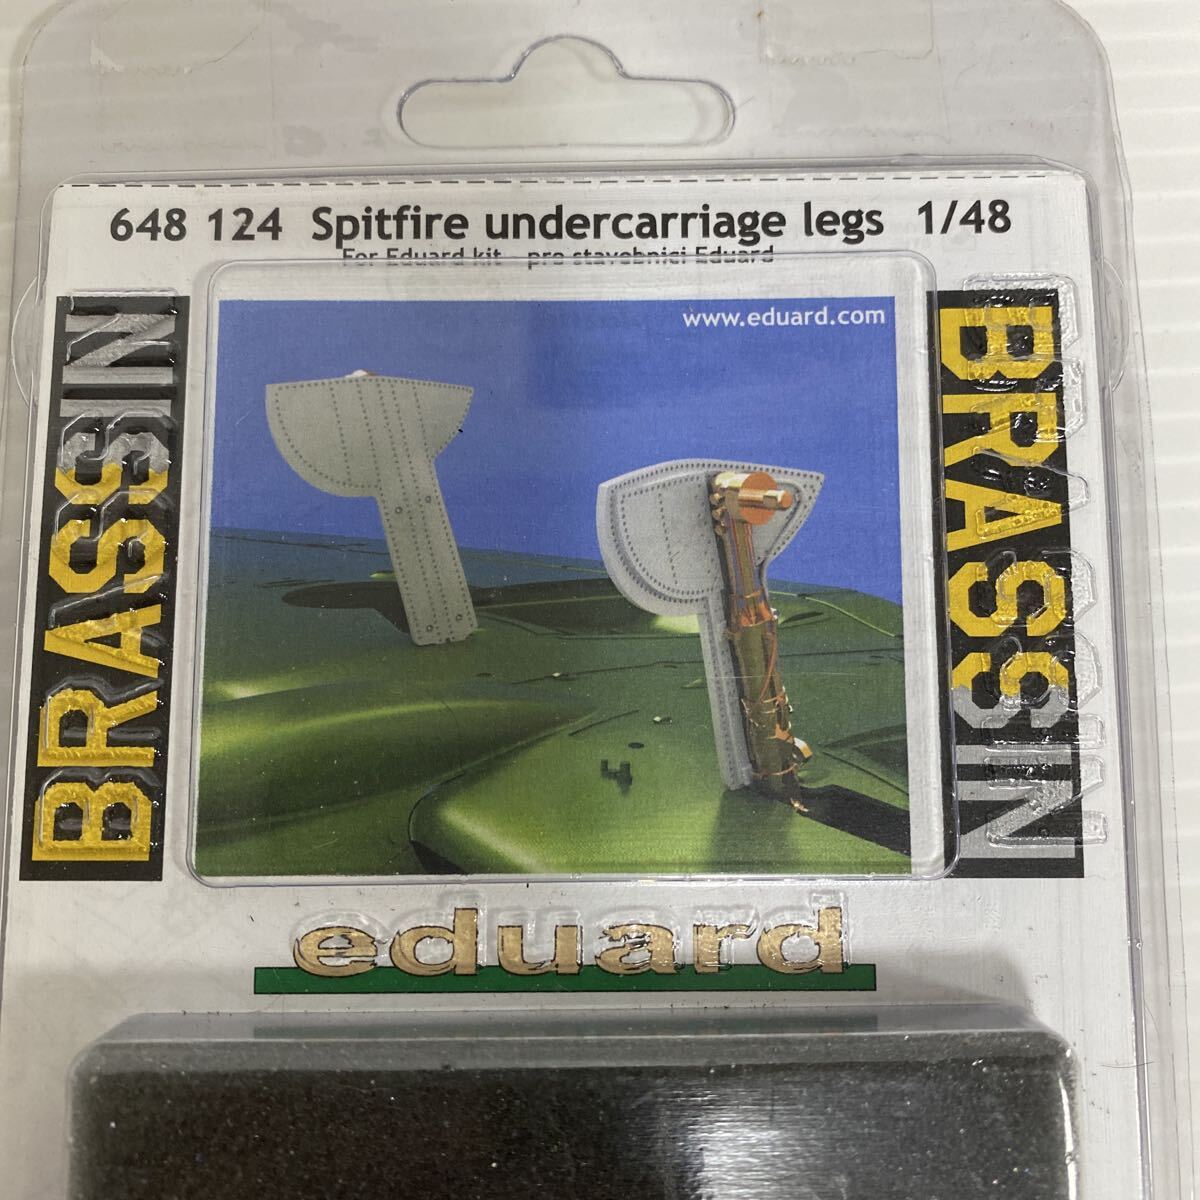 648 124 Spitfire undercarriage legs 1/48
For Eduard kit - pro stavebnici Eduard
www.eduard.com
BRASSIN
BRASSIN
eduard